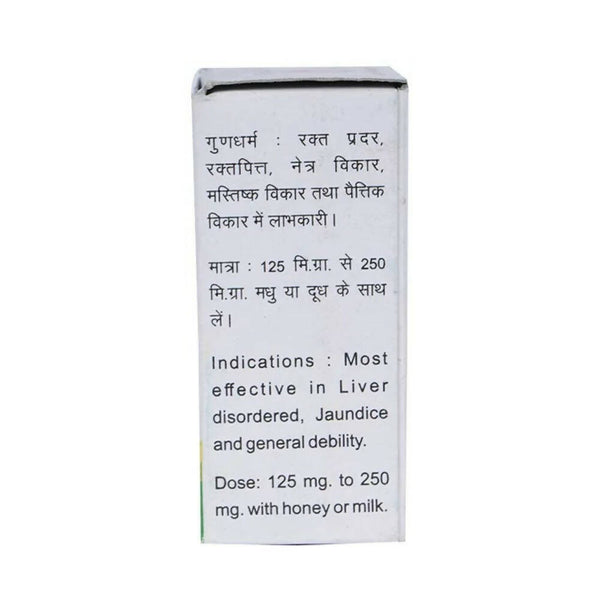 गुणधर्म : रक्त प्रदर,
रक्तपित्त, नेत्र विकार,
मस्तिष्क विकार तथा पैत्तिक
विकार में लाभकारी।
मात्रा : 125 मि.ग्रा. से 250
मि.ग्रा. मधु या दूध के साथ
लें।
Indications : Most
effective in Liver
disordered, Jaundice
and general debility.
Dose: 125 mg. to 250
mg. with honey or milk.